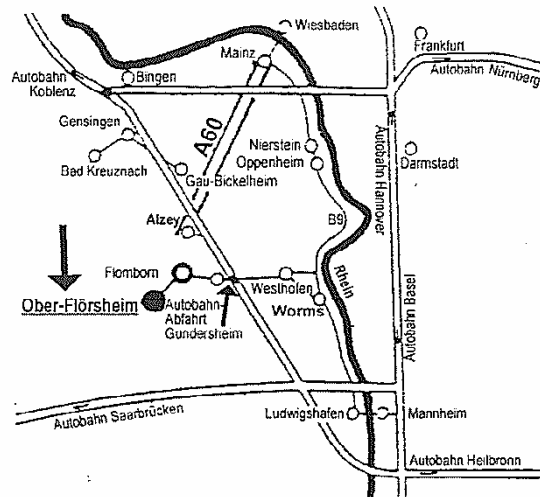 Wiesbaden
Mainz
Frankfurt
Autobahn
Nürnberg
Autobahn
Koblenz
Bingen
Gensingen
A60
Nierstein
Oppenheim
Autobahn Hannover
Darmstadt
Bad Kreuznach
Gau-Bickelheim
Alzey
B9
Flomborn
Westhofen
Rhein
Ober-Flörsheim
Autobahn-
Abfahrt
Gundersheim
Worms
Autobahn Basel
Autobahn Saarbrücken
Ludwigshafen
Mannheim
Autobahn Heilbronn